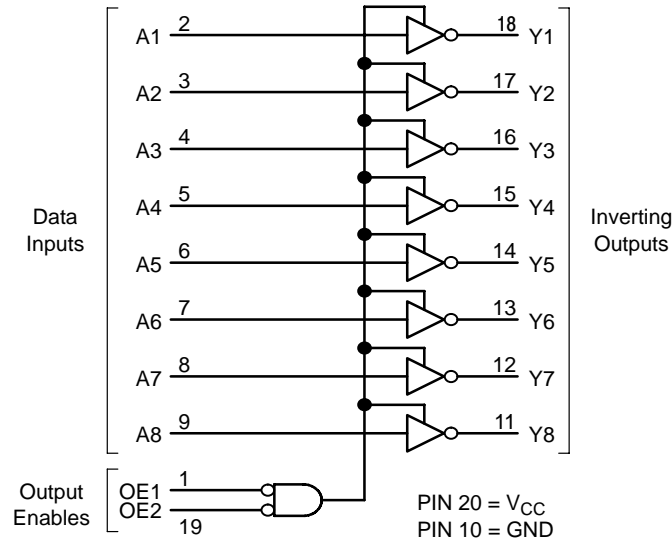 A1 2 18 Y1
A2 3 17 Y2
A3 4 16 Y3
A4 5 15 Y4
Data Inputs
A5 6 14 Y5
Inverting Outputs
A6 7 13 Y6
A7 8 12 Y7
A8 9 11 Y8
Output Enables
OE1 1
OE2 19
PIN 20 = VCC
PIN 10 = GND